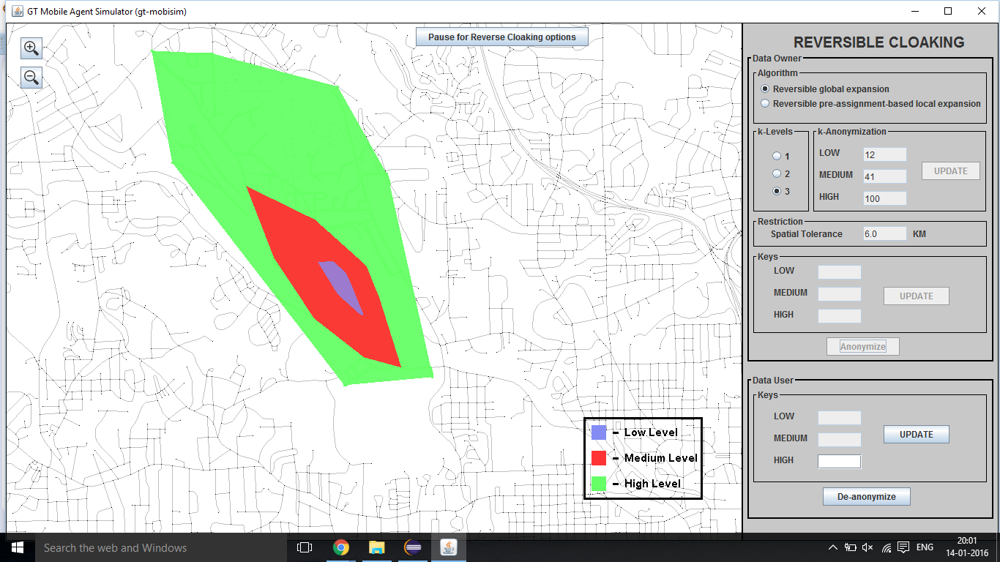 GT Mobile Agent Simulator (gt-mobisim)
Pause for Reverse Cloaking options
- Low Level
- Medium Level
- High Level
REVERSIBLE CLOAKING
Data Owner
Algorithm
Reversible global expansion
Reversible pre-assignment-based local expansion
k-Levels
1
2
3
k-Anonymization
LOW 12
MEDIUM 41
HIGH 100
UPDATE
Restriction
Spatial Tolerance 6.0 KM
Keys
LOW
MEDIUM
HIGH
UPDATE
Anonymize
Data User
Keys
LOW
MEDIUM
HIGH
UPDATE
De-anonymize
Search the web and Windows
ENG
20:01
14-01-2016